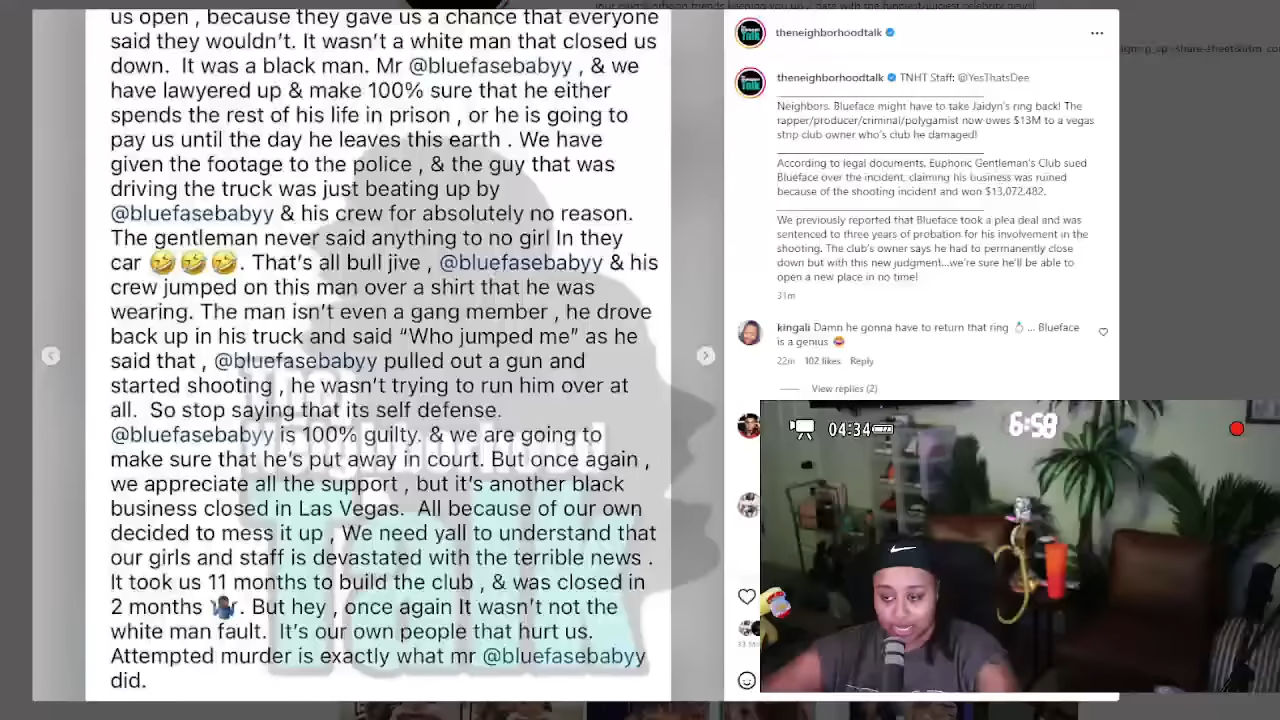 us open , because they gave us a chance that everyone
said they wouldn't. It wasn't a white man that closed us
down. It was a black man. Mr @bluefasebabyy , & we
have lawyered up & make 100% sure that he either
spends the rest of his life in prison , or he is going to
pay us until the day he leaves this earth . We have
given the footage to the police , & the guy that was
driving the truck was just beating up by
@bluefasebabyy & his crew for absolutely no reason.
The gentleman never said anything to no girl In they
car 🤣🤣🤣. That's all bull jive , @bluefasebabyy & his
crew jumped on this man over a shirt that he was
wearing. The man isn't even a gang member , he drove
back up in his truck and said "Who jumped me" as he
said that , @bluefasebabyy pulled out a gun and
started shooting , he wasn't trying to run him over at
all. So stop saying that its self defense.
@bluefasebabyy is 100% guilty. & we are going to
make sure that he's put away in court. But once again ,
we appreciate all the support , but it's another black
business closed in Las Vegas. All because of our own
decided to mess it up , We need yall to understand that
our girls and staff is devastated with the terrible news .
It took us 11 months to build the club , & was closed in
2 months 🤷🏿‍♂️. But hey , once again It wasn't not the
white man fault. It's our own people that hurt us.
Attempted murder is exactly what mr @bluefasebabyy
did.
theneighborhoodtalk
theneighborhoodtalk TNHT Staff: @YesThatsDee
Neighbors, Blueface might have to take Jaidyn's ring back! The
rapper/producer/criminal/polygamist now owes $13M to a vegas
strip club owner who's club he damaged!
According to legal documents, Euphoric Gentleman's Club sued
Blueface over the incident, claiming his business was ruined
because of the shooting incident and won $13,072,482.
We previously reported that Blueface took a plea deal and was
sentenced to three years of probation for his involvement in the
shooting. The club's owner says he had to permanently close
down but with this new judgment...we're sure he'll be able to
open a new place in no time!
31m
kingali Damn he gonna have to return that ring 💍 ... Blueface
is a genius 😂
22m 102 likes Reply
View replies (2)
04:34
6:58